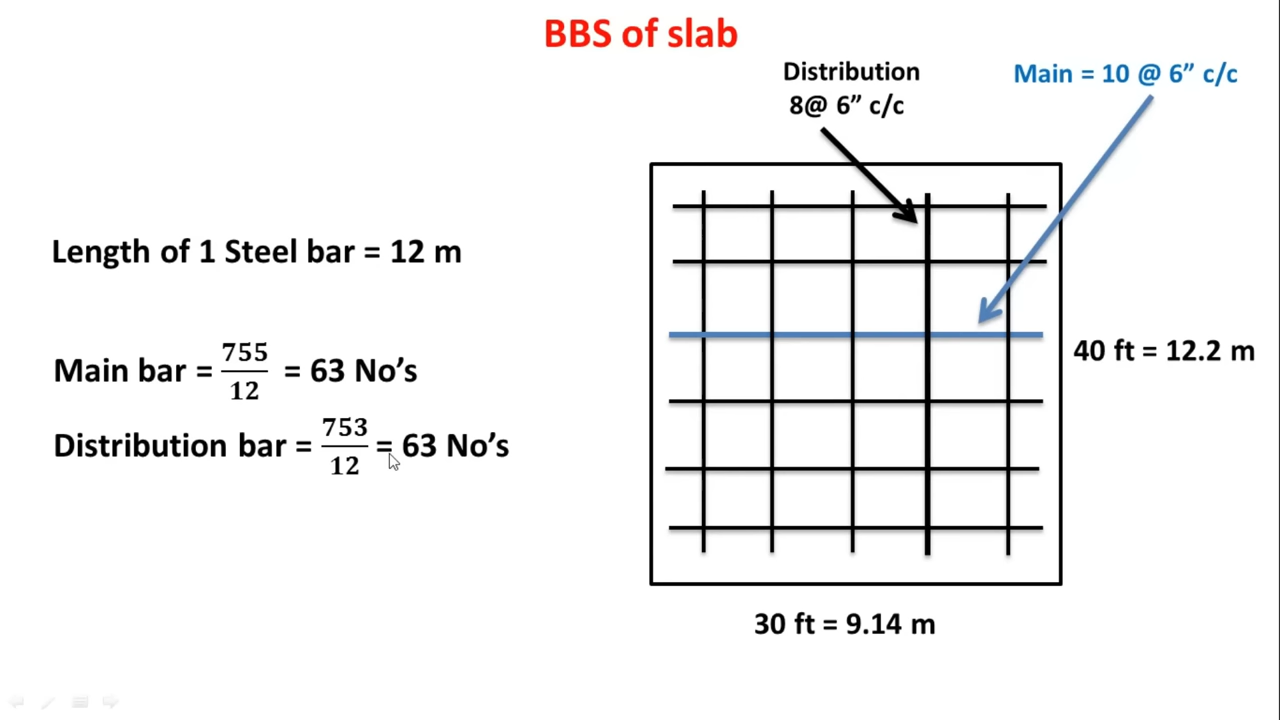 BBS of slab
Distribution
8@ 6” c/c
Main = 10 @ 6” c/c
Length of 1 Steel bar = 12 m
Main bar = 755/12 = 63 No’s
Distribution bar = 753/12 = 63 No’s
40 ft = 12.2 m
30 ft = 9.14 m